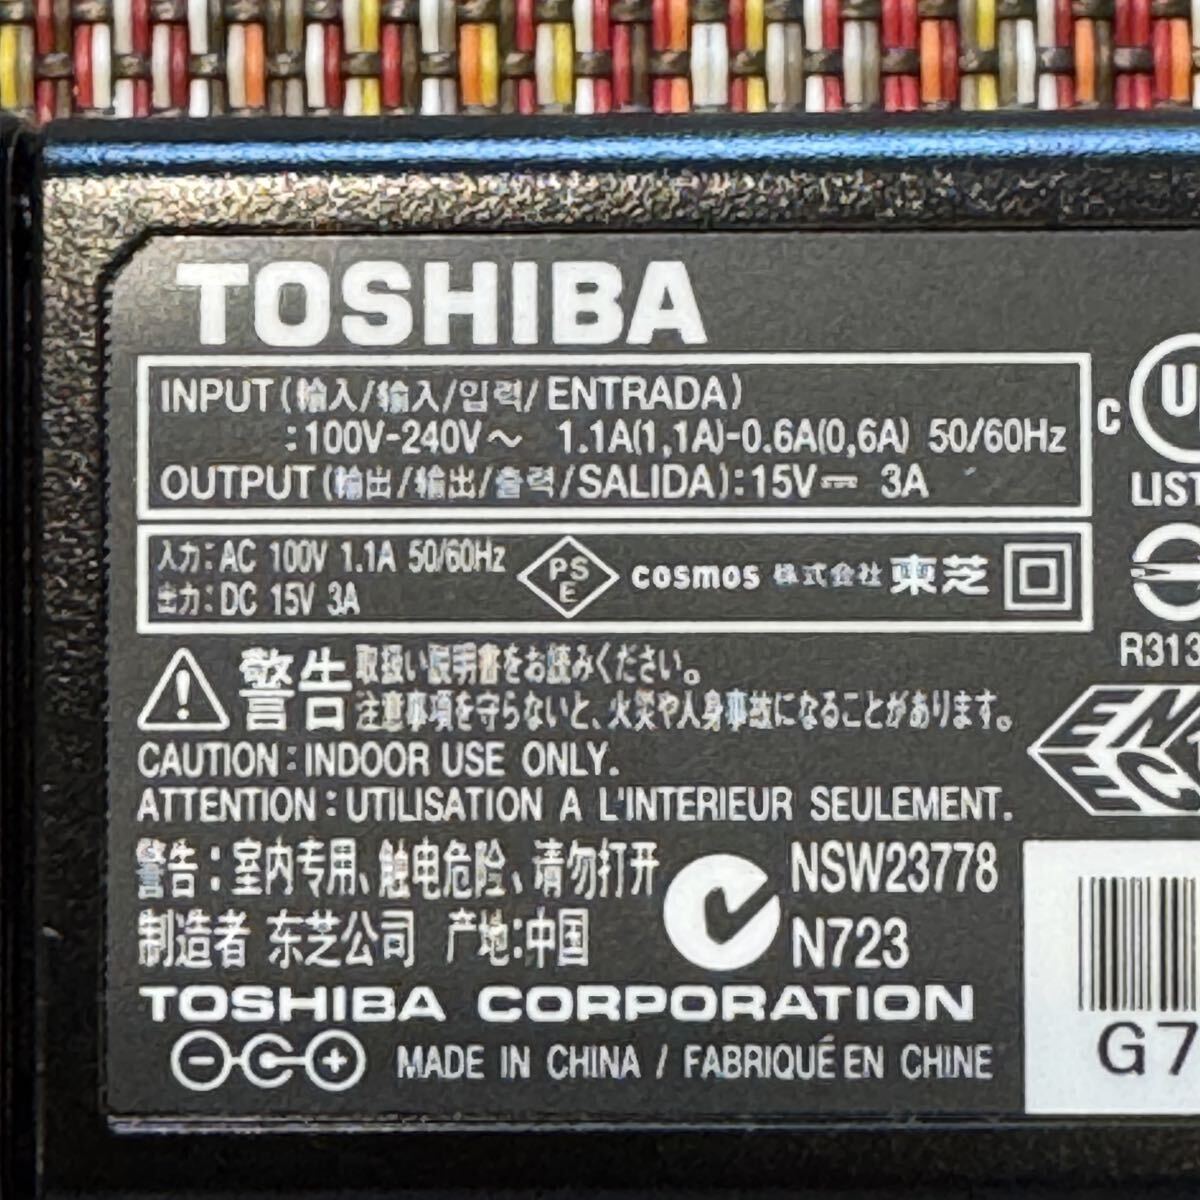 TOSHIBA
INPUT(輸入/输入/입력/ENTRADA)
:100V-240V～ 1.1A(1,1A)-0.6A(0,6A) 50/60Hz
OUTPUT(輸出/输出/출력/SALIDA):15V⎓ 3A
入力:AC 100V 1.1A 50/60Hz
出力:DC 15V 3A
PS
E
cosmos 株式会社 東芝
C U
LIST
R313
警告 取扱い説明書をお読みください。
注意事項を守らないと、火災や人身事故になることがあります。
CAUTION:INDOOR USE ONLY.
ATTENTION:UTILISATION A L'INTERIEUR SEULEMENT.
警告:室内专用、触电危险、请勿打开
制造者 东芝公司 产地:中国
NSW23778
N723
TOSHIBA CORPORATION
MADE IN CHINA / FABRIQUÉ EN CHINE
EN
EC
G7